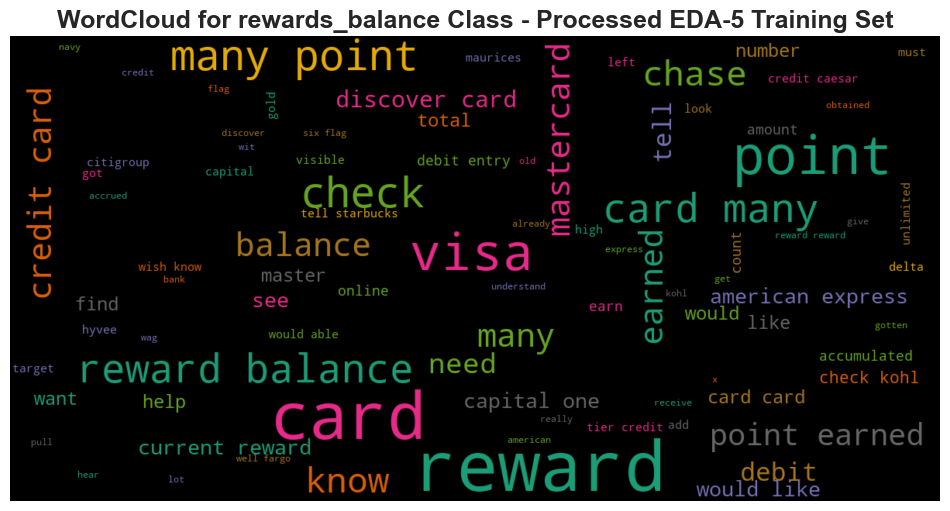 WordCloud for rewards_balance Class - Processed EDA-5 Training Set
navy
many point
maurices
mastercard
left
number
must
credit
chase
credit caesar
flag
gold
discover card
total
tell
look
obtained
credit card
discover
six flag
wit
amount
citigroup
got
capital
visible
debit entry
old
point
accrued
check
tell starbucks
card many
unlimited
already
high
give
reward reward
balance
visa
earned
express
count
wish know
bank
master
online
understand
kohl
get
delta
find
see
earn
american express
hyvee
wag
would able
many
would
like
gotten
target
reward balance
need
accumulated
x
check kohl
want
help
card
capital one
receive
card card
pull
current reward
really
tier credit
add
point earned
american
well fargo
hear
lot
know
reward
debit
would like